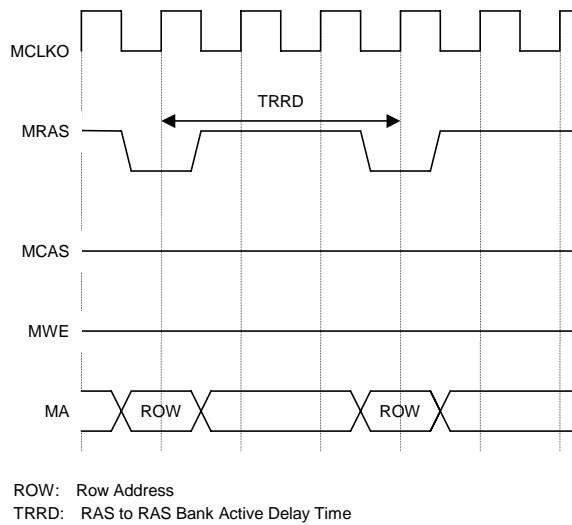 MCLKO
TRRD
MRAS
MCAS
MWE
MA ROW ROW
ROW: Row Address
TRRD: RAS to RAS Bank Active Delay Time